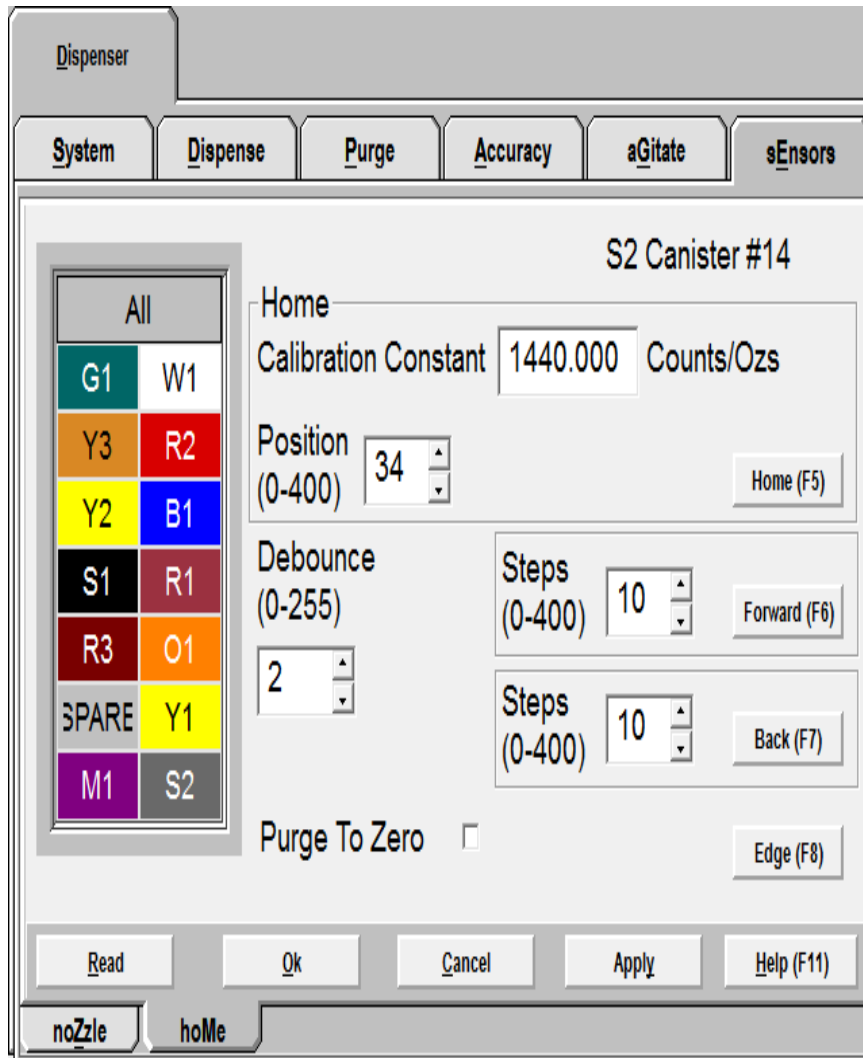 Dispenser
System Dispense Purge Accuracy aGitate sEnsors
S2 Canister #14
All
G1 W1
Y3 R2
Y2 B1
S1 R1
R3 O1
SPARE Y1
M1 S2
Home
Calibration Constant 1440.000 Counts/Ozs
Position
(0-400) 34
Home (F5)
Debounce
(0-255)
2
Steps
(0-400) 10
Forward (F6)
Steps
(0-400) 10
Back (F7)
Purge To Zero
Edge (F8)
Read Ok Cancel Apply Help (F11)
noZzle hoMe